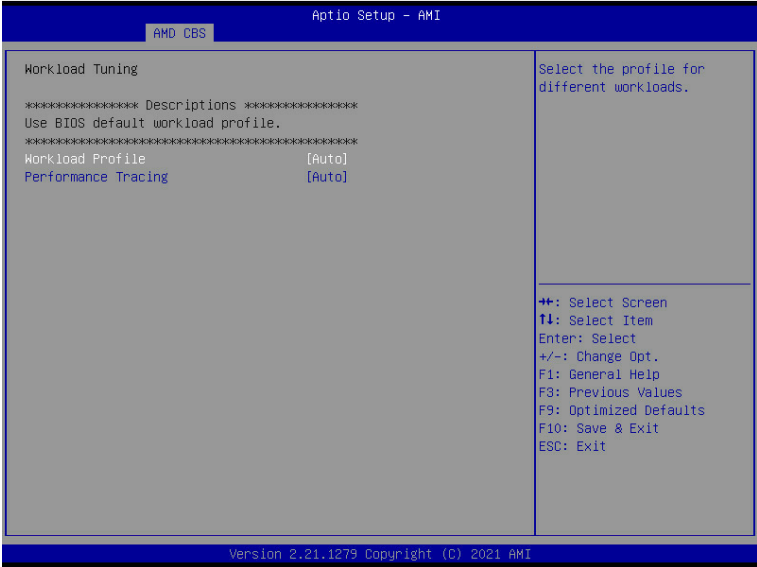 Aptio Setup - AMI
AMD CBS
Workload Tuning
**************** Descriptions ****************
Use BIOS default workload profile.
***********************************************
Workload Profile [Auto]
Performance Tracing [Auto]
Select the profile for
different workloads.
→←: Select Screen
↑↓: Select Item
Enter: Select
+/-: Change Opt.
F1: General Help
F3: Previous Values
F9: Optimized Defaults
F10: Save & Exit
ESC: Exit
Version 2.21.1279 Copyright (C) 2021 AMI